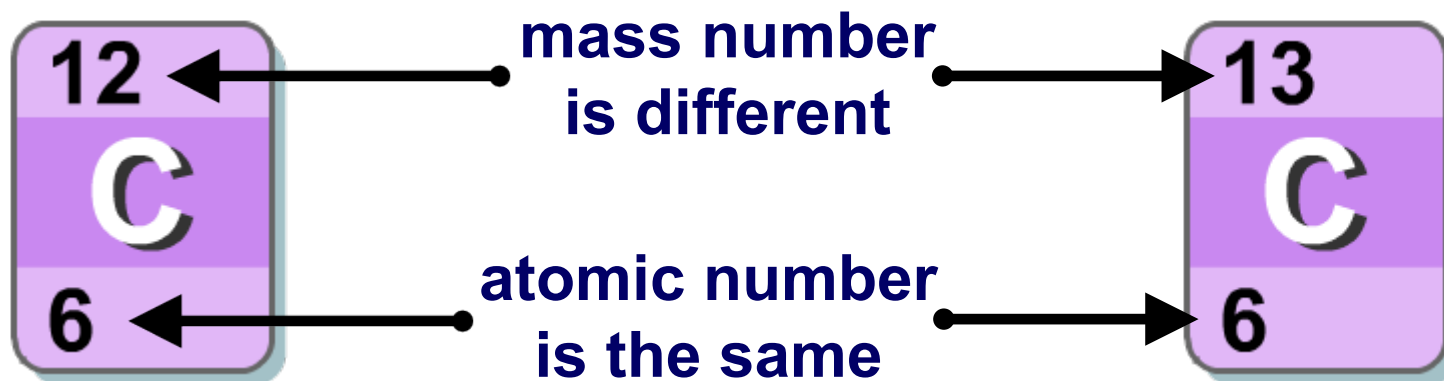 12
C
6
mass number
is different
atomic number
is the same
13
C
6